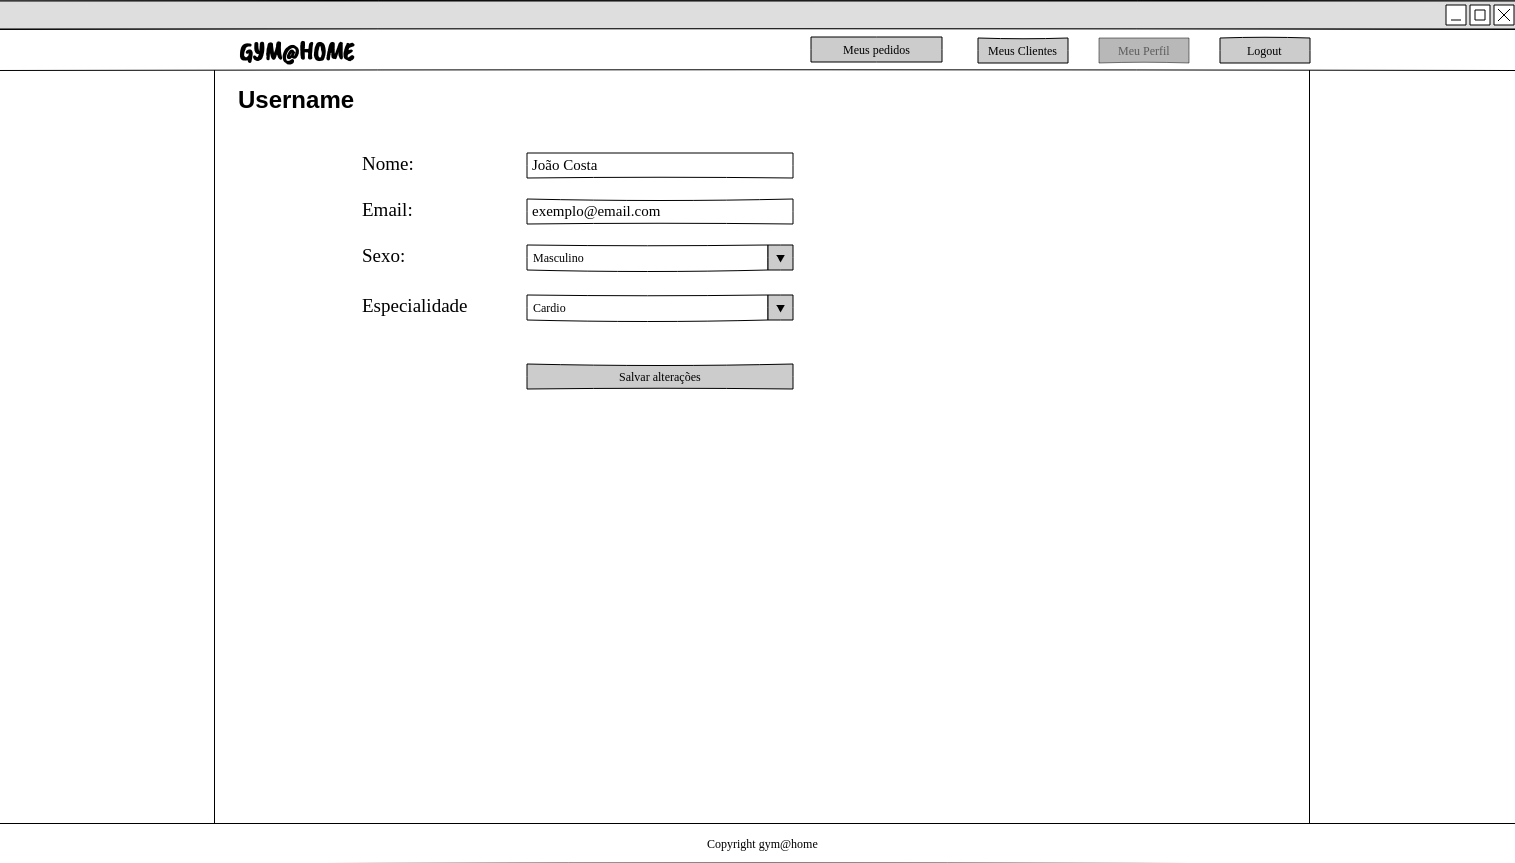 GYM@HOME
Meus pedidos
Meus Clientes
Meu Perfil
Logout
Username
Nome:
João Costa
Email:
exemplo@email.com
Sexo:
Masculino
Especialidade
Cardio
Salvar alterações
Copyright gym@home